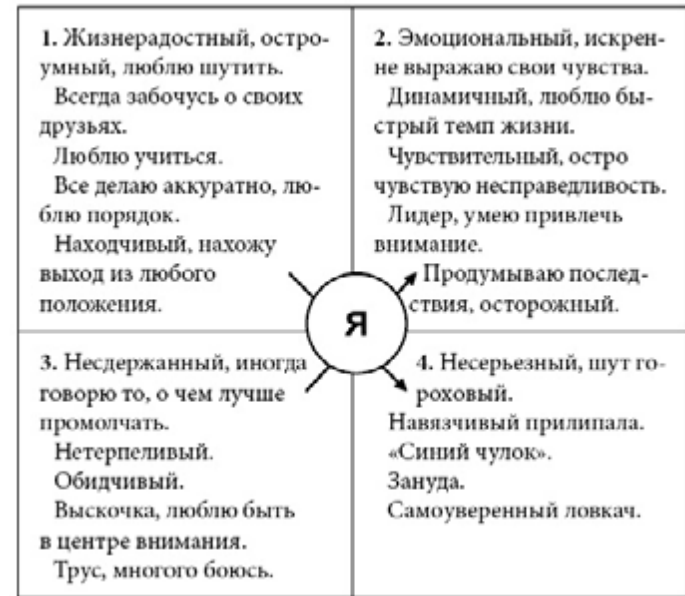 1. Жизнерадостный, остро-
умный, люблю шутить.
Всегда забочусь о своих
друзьях.
Люблю учиться.
Все делаю аккуратно, лю-
блю порядок.
Находчивый, нахожу
выход из любого
положения.
2. Эмоциональный, искрен-
не выражаю свои чувства.
Динамичный, люблю бы-
стрый темп жизни.
Чувствительный, остро
чувствую несправедливость.
Лидер, умею привлечь
внимание.
Продумываю послед-
ствия, осторожный.
Я
3. Несдержанный, иногда
говорю то, о чем лучше
промолчать.
Нетерпеливый.
Обидчивый.
Выскочка, люблю быть
в центре внимания.
Трус, многого боюсь.
4. Несерьезный, шут го-
роховый.
Навязчивый прилипала.
«Синий чулок».
Зануда.
Самоуверенный ловкач.